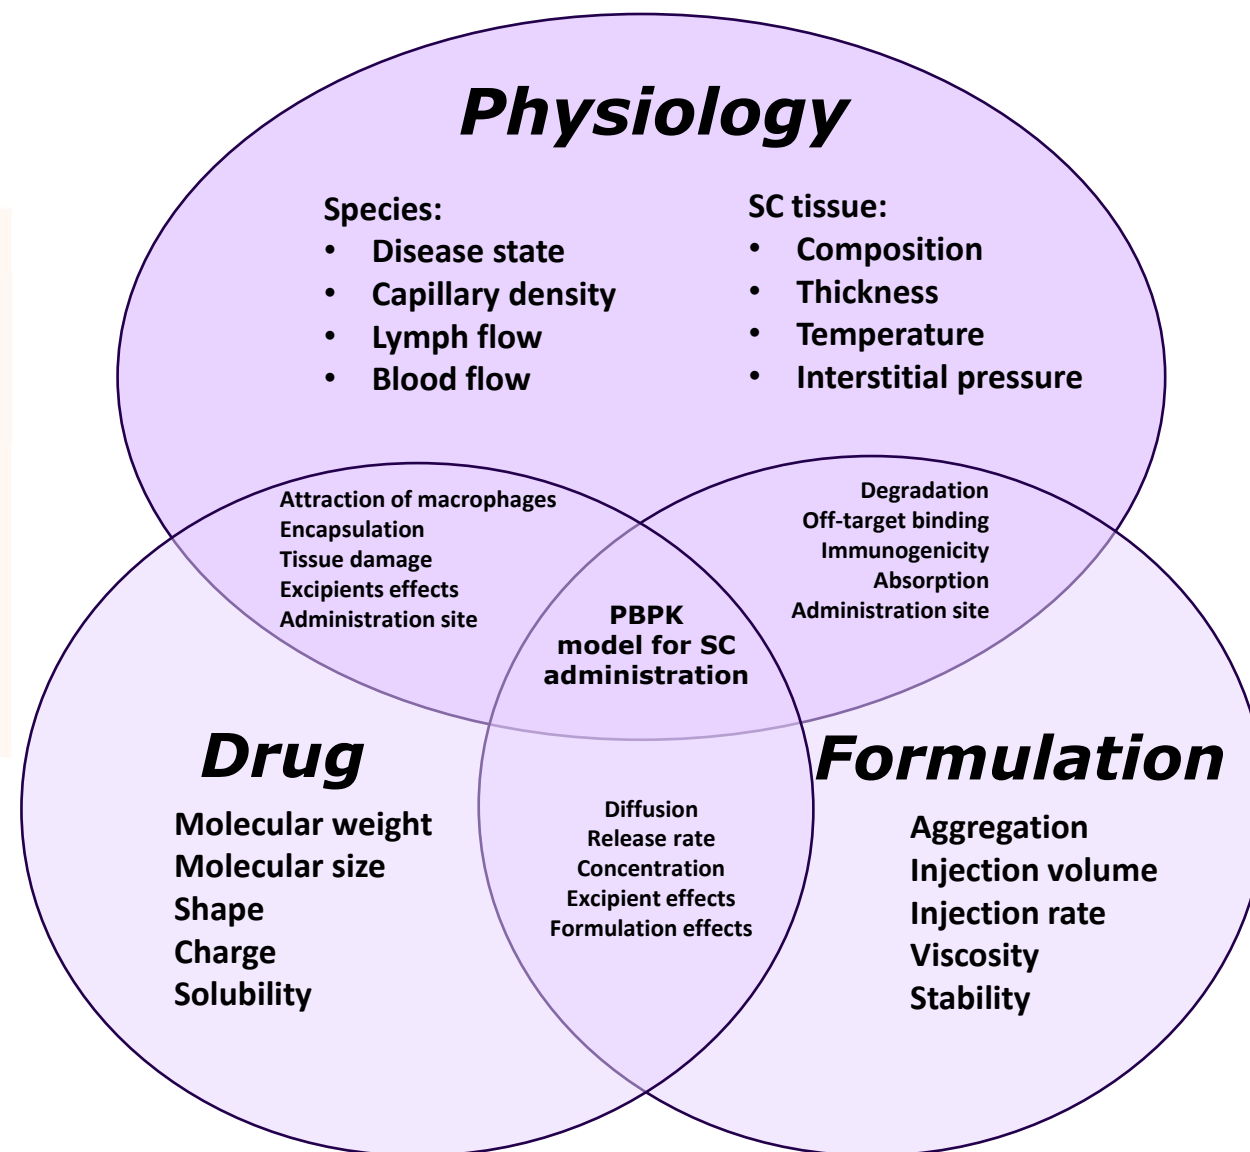 Physiology
Species:
• Disease state
• Capillary density
• Lymph flow
• Blood flow
SC tissue:
• Composition
• Thickness
• Temperature
• Interstitial pressure
Attraction of macrophages
Encapsulation
Tissue damage
Excipients effects
Administration site
Degradation
Off-target binding
Immunogenicity
Absorption
Administration site
PBPK
model for SC
administration
Drug
Molecular weight
Molecular size
Shape
Charge
Solubility
Diffusion
Release rate
Concentration
Excipient effects
Formulation effects
Formulation
Aggregation
Injection volume
Injection rate
Viscosity
Stability